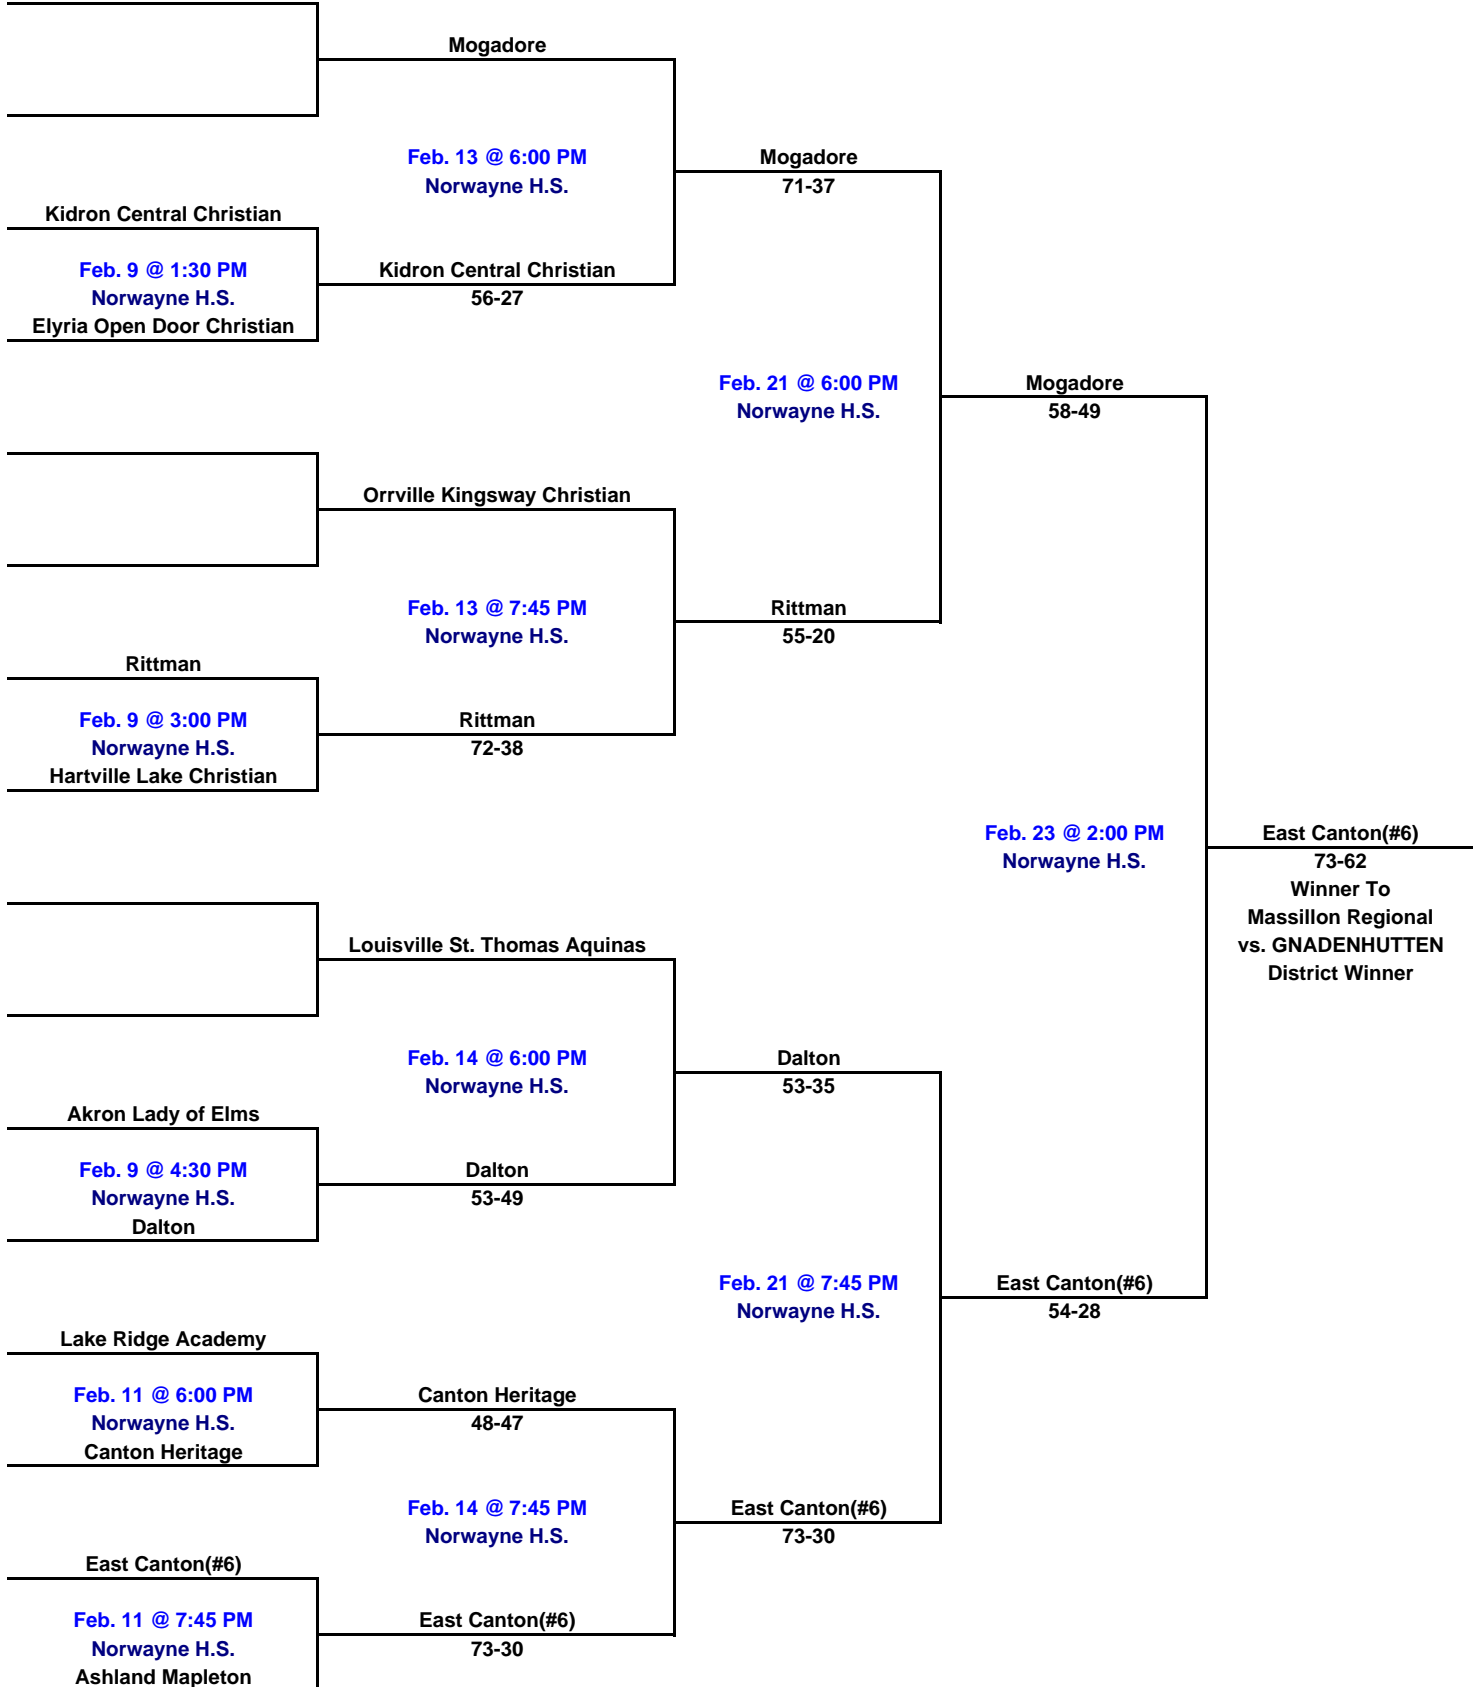 Mogadore
Feb. 13 @ 6:00 PM
Norwayne H.S.
Mogadore
71-37
Kidron Central Christian
Feb. 9 @ 1:30 PM
Norwayne H.S.
Elyria Open Door Christian
Kidron Central Christian
56-27
Feb. 21 @ 6:00 PM
Norwayne H.S.
Mogadore
58-49
Orrville Kingsway Christian
Feb. 13 @ 7:45 PM
Norwayne H.S.
Rittman
55-20
Rittman
Feb. 9 @ 3:00 PM
Norwayne H.S.
Hartville Lake Christian
Rittman
72-38
Feb. 23 @ 2:00 PM
Norwayne H.S.
East Canton(#6)
73-62
Winner To
Massillon Regional
vs. GNADENHUTTEN
District Winner
Louisville St. Thomas Aquinas
Feb. 14 @ 6:00 PM
Norwayne H.S.
Dalton
53-35
Akron Lady of Elms
Feb. 9 @ 4:30 PM
Norwayne H.S.
Dalton
Dalton
53-49
Feb. 21 @ 7:45 PM
Norwayne H.S.
East Canton(#6)
54-28
Lake Ridge Academy
Feb. 11 @ 6:00 PM
Norwayne H.S.
Canton Heritage
Canton Heritage
48-47
Feb. 14 @ 7:45 PM
Norwayne H.S.
East Canton(#6)
73-30
East Canton(#6)
Feb. 11 @ 7:45 PM
Norwayne H.S.
Ashland Mapleton
East Canton(#6)
73-30